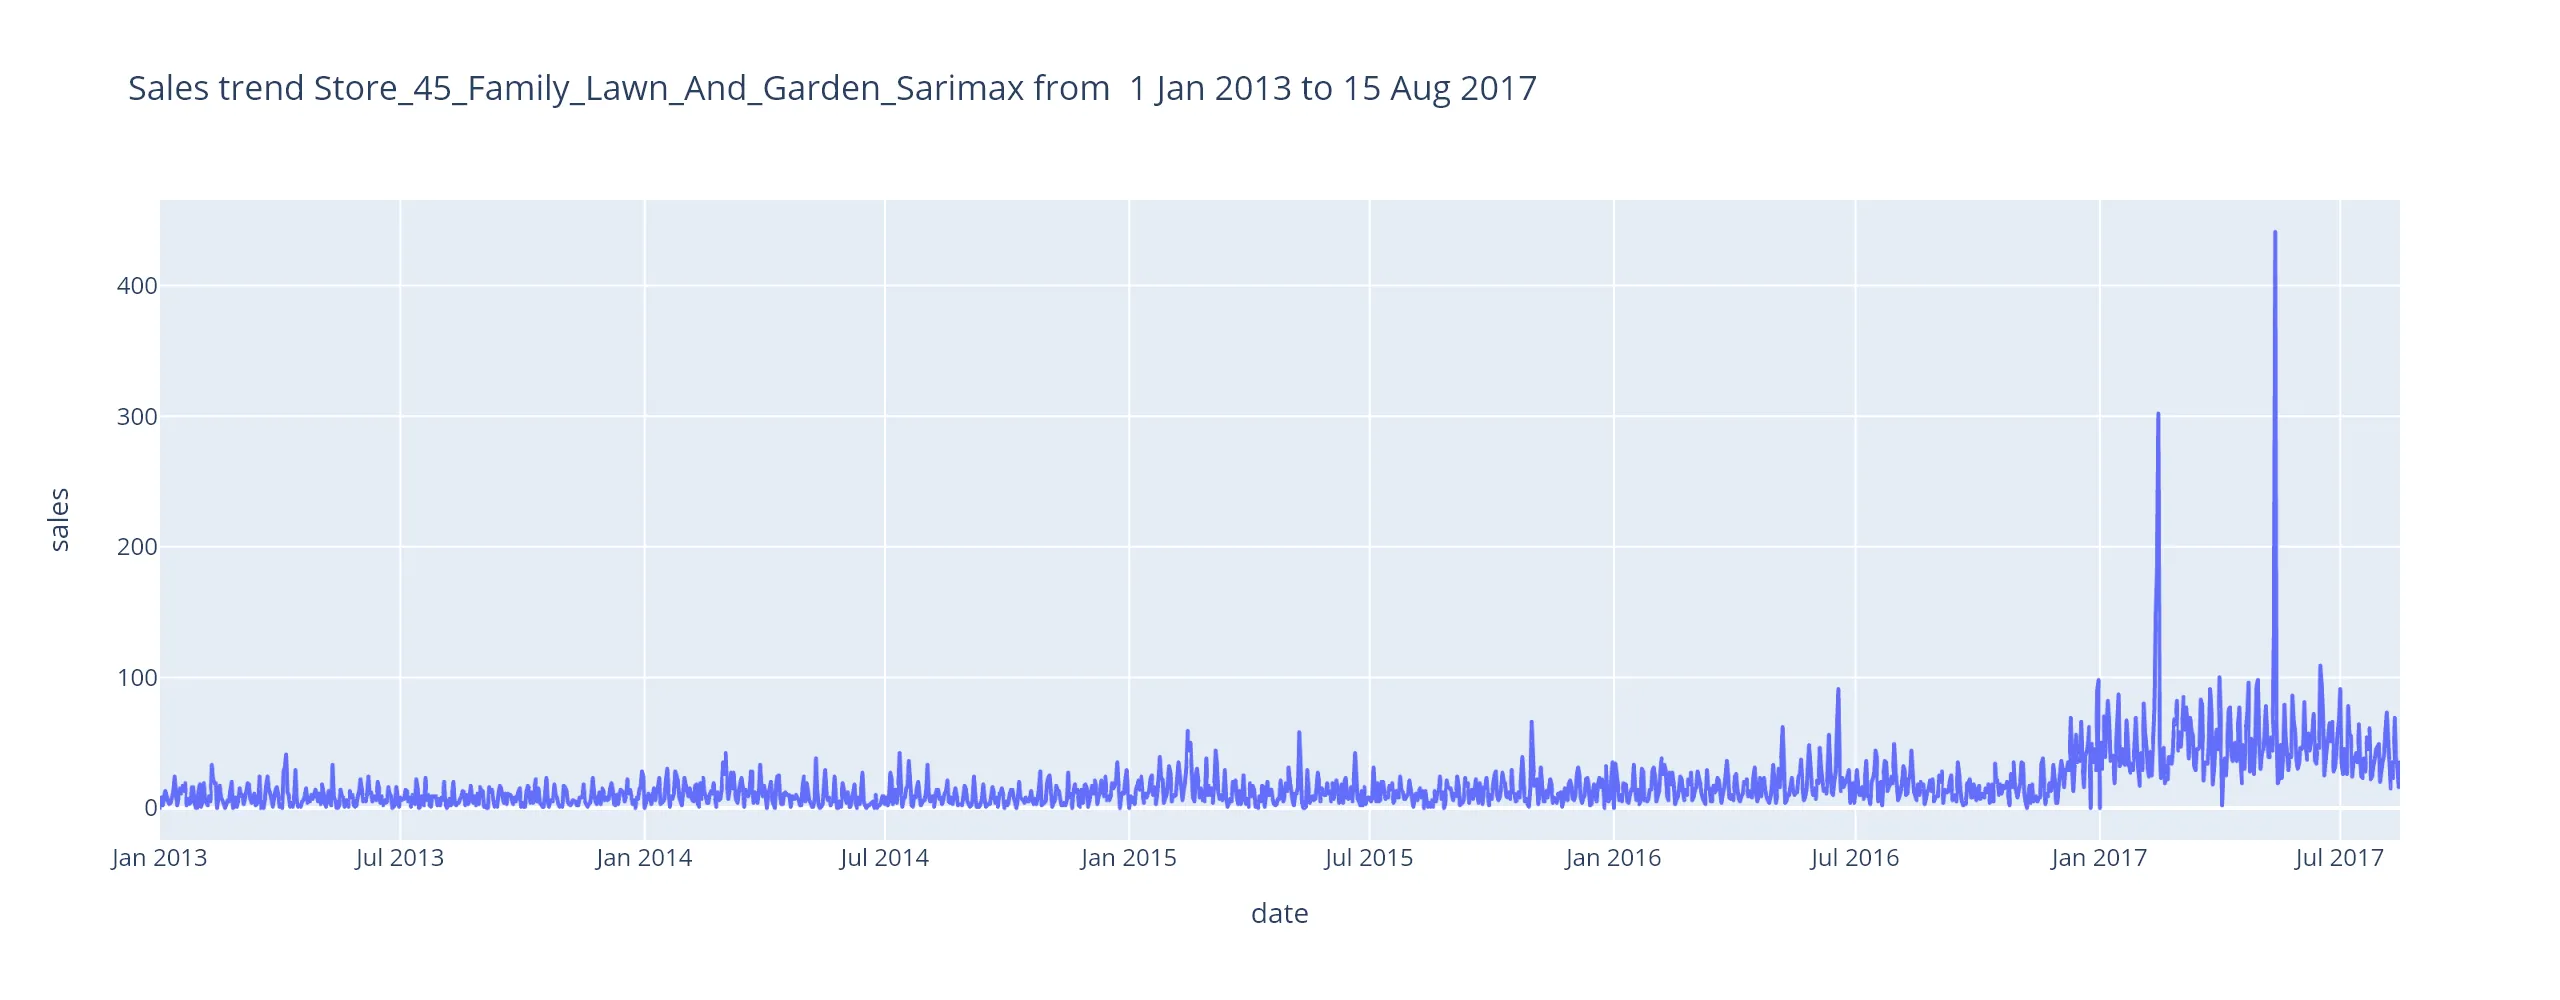 Sales trend Store_45_Family_Lawn_And_Garden_Sarimax from  1 Jan 2013 to 15 Aug 2017
400
300
200
100
0
sales
Jan 2013
Jul 2013
Jan 2014
Jul 2014
Jan 2015
Jul 2015
Jan 2016
Jul 2016
Jan 2017
Jul 2017
date